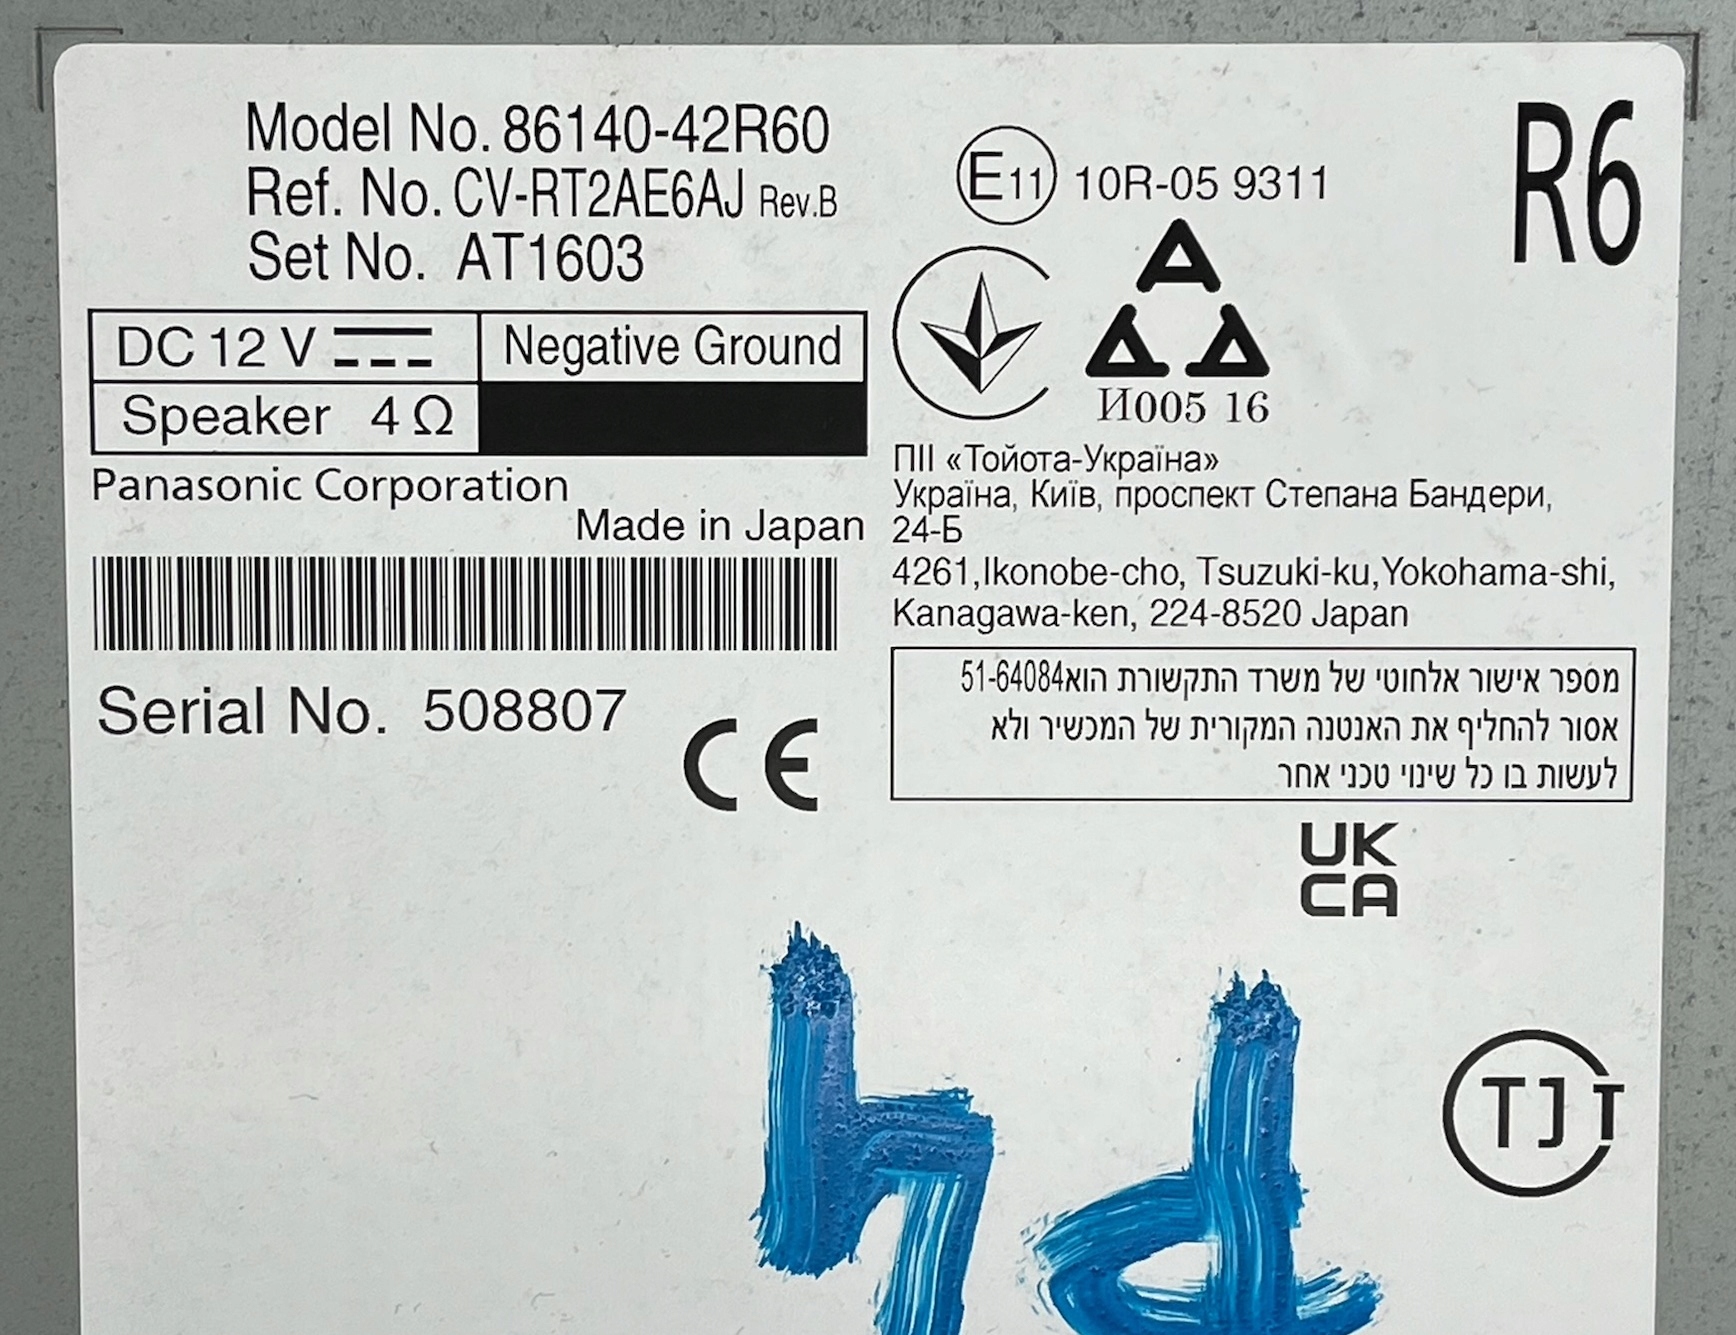 Model No. 86140-42R60
Ref. No. CV-RT2AE6AJ Rev.B
Set No. AT1603
DC 12 V
Negative Ground
Speaker 4 Ω
Panasonic Corporation
Made in Japan
Serial No. 508807
CE
R6
E11 10R-05 9311
И005 16
ПІІ «Тойота-Україна»
Україна, Київ, проспект Степана Бандери,
24-Б
4261,Ikonobe-cho, Tsuzuki-ku,Yokohama-shi,
Kanagawa-ken, 224-8520 Japan
מספר אישור אלחוטי של משרד התקשורת הוא51-64084
אסור להחליף את האנטנה המקורית של המכשיר ולא
לעשות בו כל שינוי טכני אחר
UK
CA
TJT